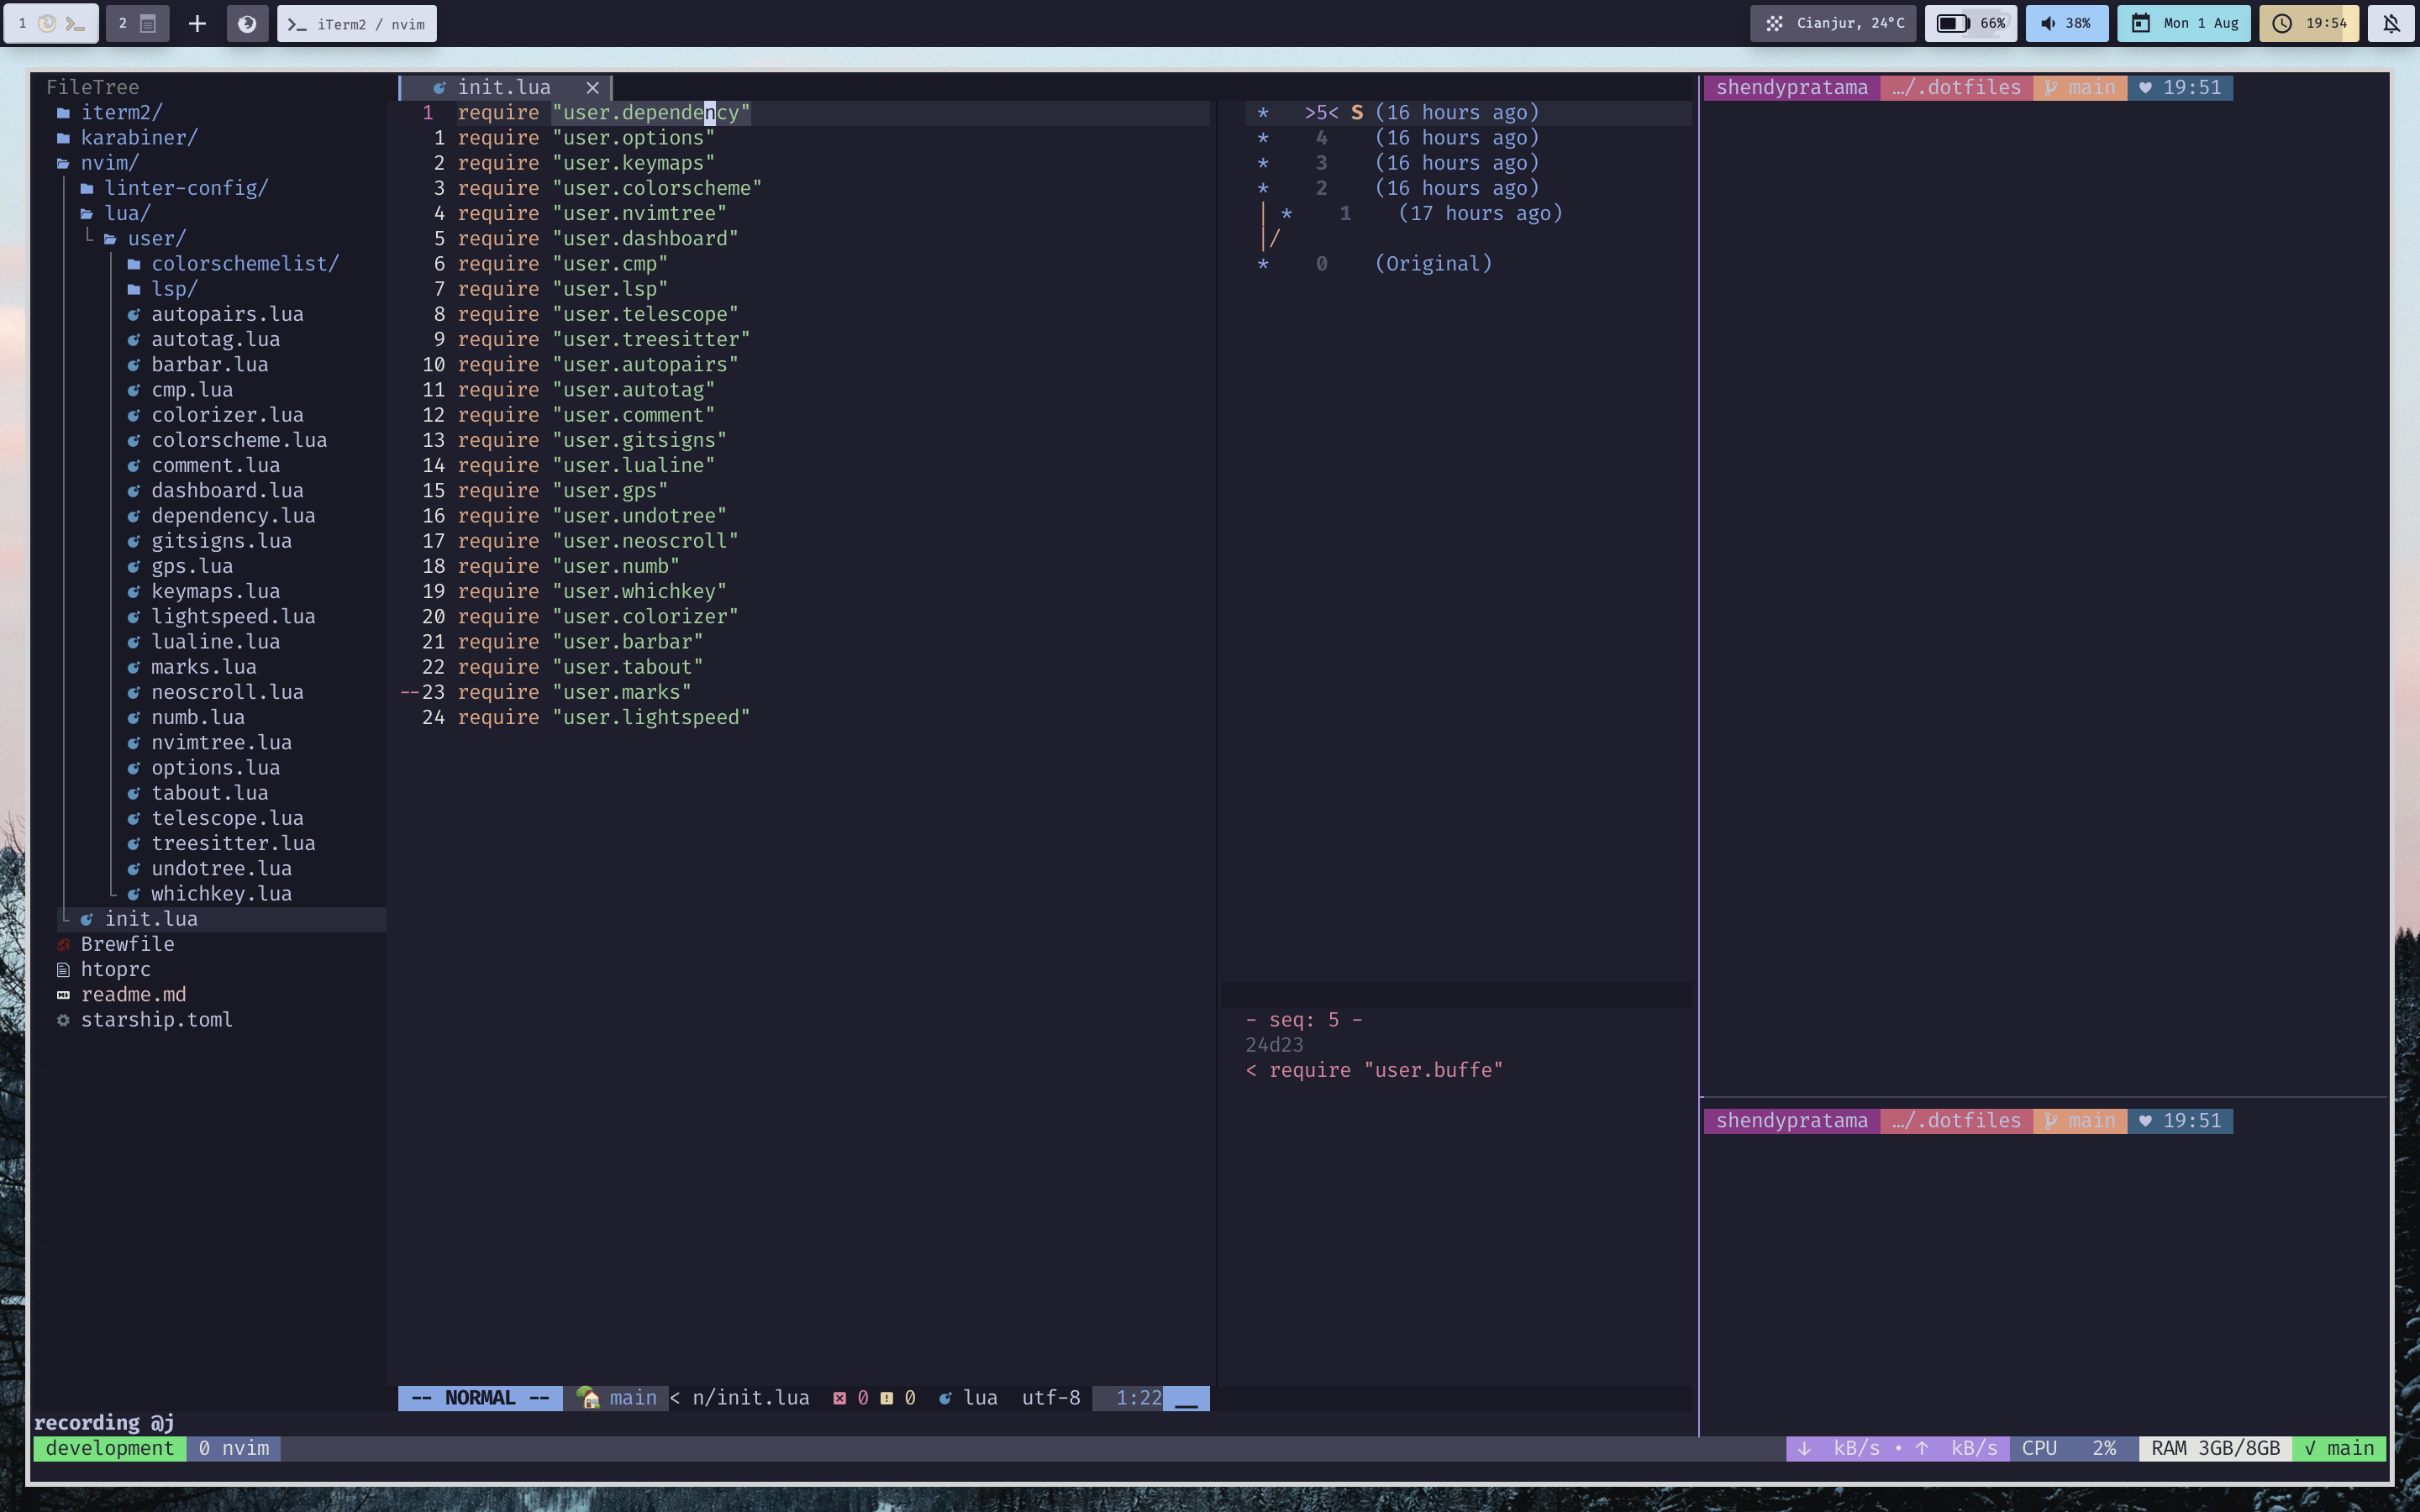 1
2
iTerm2 / nvim
Cianjur, 24°C
66%
38%
Mon 1 Aug
19:54
FileTree
iterm2/
karabiner/
nvim/
linter-config/
lua/
user/
colorschemelist/
lsp/
autopairs.lua
autotag.lua
barbar.lua
cmp.lua
colorizer.lua
colorscheme.lua
comment.lua
dashboard.lua
dependency.lua
gitsigns.lua
gps.lua
keymaps.lua
lightspeed.lua
lualine.lua
marks.lua
neoscroll.lua
numb.lua
nvimtree.lua
options.lua
tabout.lua
telescope.lua
treesitter.lua
undotree.lua
whichkey.lua
init.lua
Brewfile
htoprc
readme.md
starship.toml
init.lua ×
1 require "user.dependency"
1 require "user.options"
2 require "user.keymaps"
3 require "user.colorscheme"
4 require "user.nvimtree"
5 require "user.dashboard"
6 require "user.cmp"
7 require "user.lsp"
8 require "user.telescope"
9 require "user.treesitter"
10 require "user.autopairs"
11 require "user.autotag"
12 require "user.comment"
13 require "user.gitsigns"
14 require "user.lualine"
15 require "user.gps"
16 require "user.undotree"
17 require "user.neoscroll"
18 require "user.numb"
19 require "user.whichkey"
20 require "user.colorizer"
21 require "user.barbar"
22 require "user.tabout"
--23 require "user.marks"
24 require "user.lightspeed"
* >5< S (16 hours ago)
* 4 (16 hours ago)
* 3 (16 hours ago)
* 2 (16 hours ago)
| * 1 (17 hours ago)
|/
* 0 (Original)
- seq: 5 -
24d23
< require "user.buffe"
shendypratama …/.dotfiles main ♥ 19:51
shendypratama …/.dotfiles main ♥ 19:51
-- NORMAL -- main < n/init.lua 0 0 lua utf-8 1:22 __
recording @j
development 0 nvim
↓ kB/s • ↑ kB/s CPU 2% RAM 3GB/8GB √ main